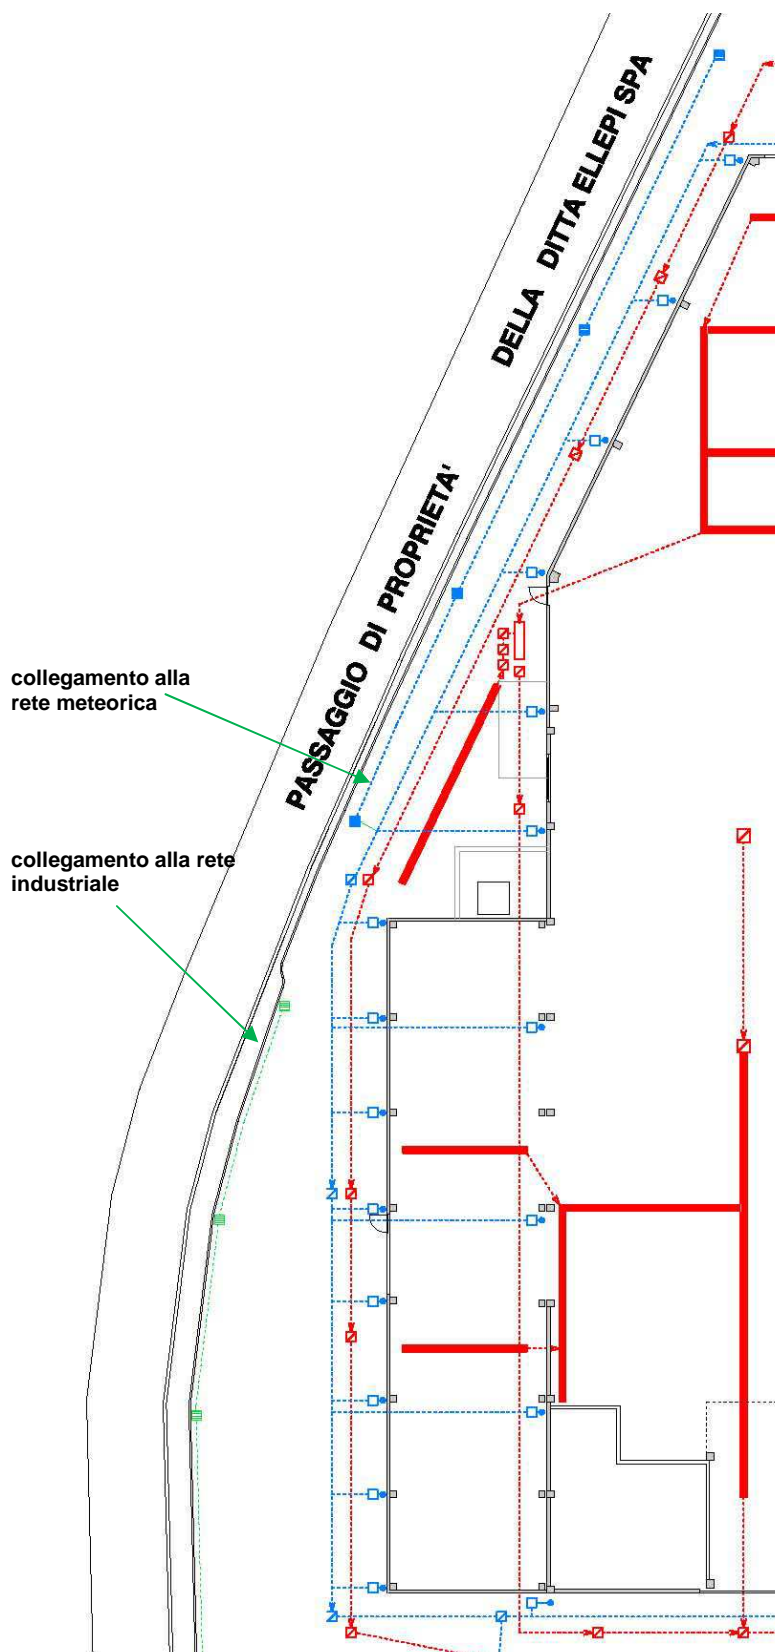 PASSAGGIO DI PROPRIETA' DELLA DITTA ELLEPI SPA
collegamento alla
rete meteorica
collegamento alla rete
industriale